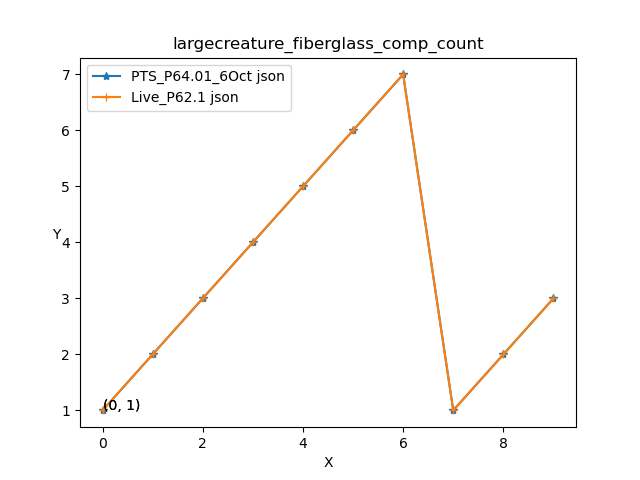 largecreature_fiberglass_comp_count
PTS_P64.01_6Oct json
Live_P62.1 json
7
6
5
4
3
2
1
Y
(0, 1)
0 2 4 6 8
X